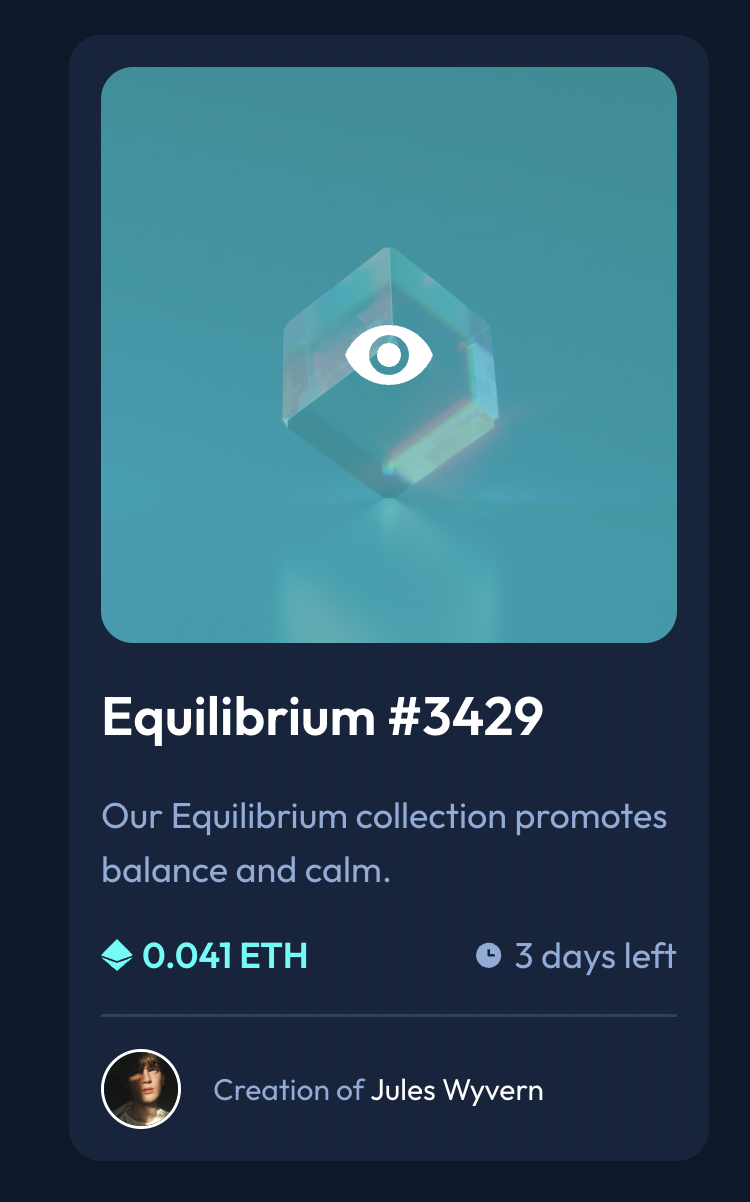 Equilibrium #3429
Our Equilibrium collection promotes
balance and calm.
0.041 ETH
3 days left
Creation of Jules Wyvern